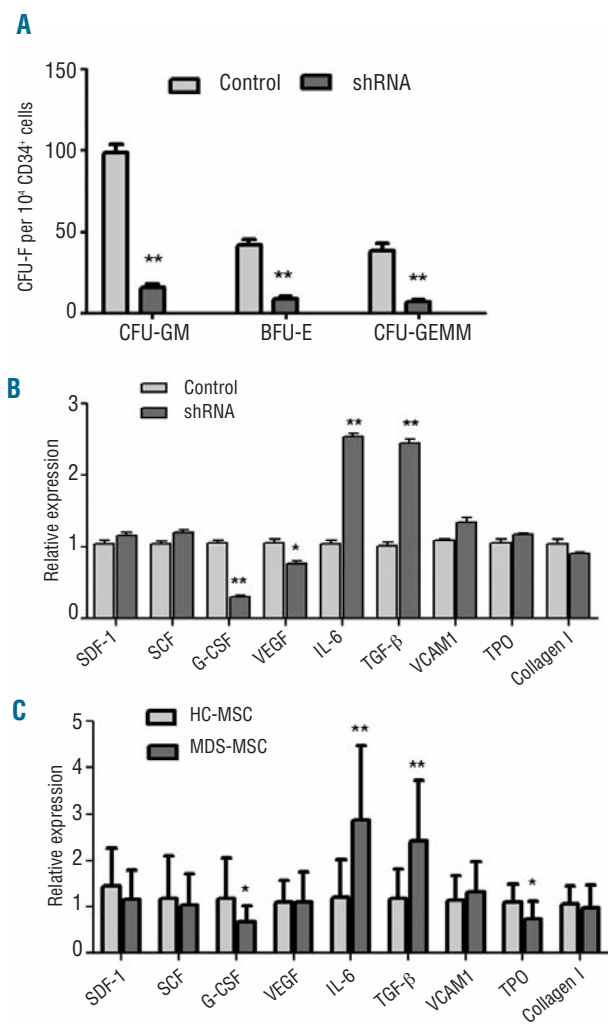 A
150
100
50
0
CFU-F per 10⁴ CD34⁺ cells
Control shRNA
**
**
**
CFU-GM BFU-E CFU-GEMM
B
3
2
1
0
Relative expression
Control
shRNA
**
*
**
**
SDF-1 SCF G-CSF VEGF IL-6 TGF-β VCAM1 TPO Collagen I
C
5
4
3
2
1
0
Relative expression
HC-MSC
MDS-MSC
*
**
**
*
SDF-1 SCF G-CSF VEGF IL-6 TGF-β VCAM1 TPO Collagen I